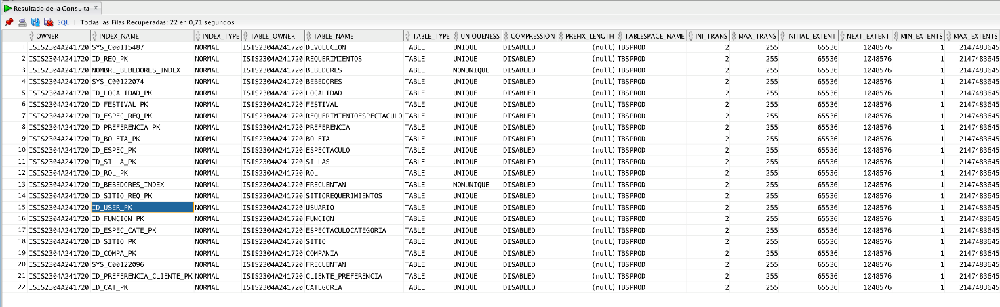 Resultado de la Consulta x
SQL | Todas las Filas Recuperadas: 22 en 0,71 segundos
OWNER INDEX_NAME INDEX_TYPE TABLE_OWNER TABLE_NAME TABLE_TYPE UNIQUENESS COMPRESSION PREFIX_LENGTH TABLESPACE_NAME INI_TRANS MAX_TRANS INITIAL_EXTENT NEXT_EXTENT MIN_EXTENTS MAX_EXTENTS
1 ISIS2304A241720 SYS_C00115487 NORMAL ISIS2304A241720 DEVOLUCION TABLE UNIQUE DISABLED (null) TBSPROD 2 255 65536 1048576 1 2147483645
2 ISIS2304A241720 ID_REQ_PK NORMAL ISIS2304A241720 REQUERIMIENTOS TABLE UNIQUE DISABLED (null) TBSPROD 2 255 65536 1048576 1 2147483645
3 ISIS2304A241720 NOMBRE_BEBEDORES_INDEX NORMAL ISIS2304A241720 BEBEDORES TABLE NONUNIQUE DISABLED (null) TBSPROD 2 255 65536 1048576 1 2147483645
4 ISIS2304A241720 SYS_C00122074 NORMAL ISIS2304A241720 BEBEDORES TABLE UNIQUE DISABLED (null) TBSPROD 2 255 65536 1048576 1 2147483645
5 ISIS2304A241720 ID_LOCALIDAD_PK NORMAL ISIS2304A241720 LOCALIDAD TABLE UNIQUE DISABLED (null) TBSPROD 2 255 65536 1048576 1 2147483645
6 ISIS2304A241720 ID_FESTIVAL_PK NORMAL ISIS2304A241720 FESTIVAL TABLE UNIQUE DISABLED (null) TBSPROD 2 255 65536 1048576 1 2147483645
7 ISIS2304A241720 ID_ESPEC_REQ_PK NORMAL ISIS2304A241720 REQUERIMIENTOESPECTACULO TABLE UNIQUE DISABLED (null) TBSPROD 2 255 65536 1048576 1 2147483645
8 ISIS2304A241720 ID_PREFERENCIA_PK NORMAL ISIS2304A241720 PREFERENCIA TABLE UNIQUE DISABLED (null) TBSPROD 2 255 65536 1048576 1 2147483645
9 ISIS2304A241720 ID_BOLETA_PK NORMAL ISIS2304A241720 BOLETA TABLE UNIQUE DISABLED (null) TBSPROD 2 255 65536 1048576 1 2147483645
10 ISIS2304A241720 ID_ESPEC_PK NORMAL ISIS2304A241720 ESPECTACULO TABLE UNIQUE DISABLED (null) TBSPROD 2 255 65536 1048576 1 2147483645
11 ISIS2304A241720 ID_SILLA_PK NORMAL ISIS2304A241720 SILLAS TABLE UNIQUE DISABLED (null) TBSPROD 2 255 65536 1048576 1 2147483645
12 ISIS2304A241720 ID_ROL_PK NORMAL ISIS2304A241720 ROL TABLE UNIQUE DISABLED (null) TBSPROD 2 255 65536 1048576 1 2147483645
13 ISIS2304A241720 ID_BEBEDORES_INDEX NORMAL ISIS2304A241720 FRECUENTAN TABLE NONUNIQUE DISABLED (null) TBSPROD 2 255 65536 1048576 1 2147483645
14 ISIS2304A241720 ID_SITIO_REQ_PK NORMAL ISIS2304A241720 SITIOREQUERIMIENTOS TABLE UNIQUE DISABLED (null) TBSPROD 2 255 65536 1048576 1 2147483645
15 ISIS2304A241720 ID_USER_PK NORMAL ISIS2304A241720 USUARIO TABLE UNIQUE DISABLED (null) TBSPROD 2 255 65536 1048576 1 2147483645
16 ISIS2304A241720 ID_FUNCION_PK NORMAL ISIS2304A241720 FUNCION TABLE UNIQUE DISABLED (null) TBSPROD 2 255 65536 1048576 1 2147483645
17 ISIS2304A241720 ID_ESPEC_CATE_PK NORMAL ISIS2304A241720 ESPECTACULOCATEGORIA TABLE UNIQUE DISABLED (null) TBSPROD 2 255 65536 1048576 1 2147483645
18 ISIS2304A241720 ID_SITIO_PK NORMAL ISIS2304A241720 SITIO TABLE UNIQUE DISABLED (null) TBSPROD 2 255 65536 1048576 1 2147483645
19 ISIS2304A241720 ID_COMPA_PK NORMAL ISIS2304A241720 COMPANIA TABLE UNIQUE DISABLED (null) TBSPROD 2 255 65536 1048576 1 2147483645
20 ISIS2304A241720 SYS_C00122096 NORMAL ISIS2304A241720 FRECUENTAN TABLE UNIQUE DISABLED (null) TBSPROD 2 255 65536 1048576 1 2147483645
21 ISIS2304A241720 ID_PREFERENCIA_CLIENTE_PK NORMAL ISIS2304A241720 CLIENTE_PREFERENCIA TABLE UNIQUE DISABLED (null) TBSPROD 2 255 65536 1048576 1 2147483645
22 ISIS2304A241720 ID_CAT_PK NORMAL ISIS2304A241720 CATEGORIA TABLE UNIQUE DISABLED (null) TBSPROD 2 255 65536 1048576 1 2147483645